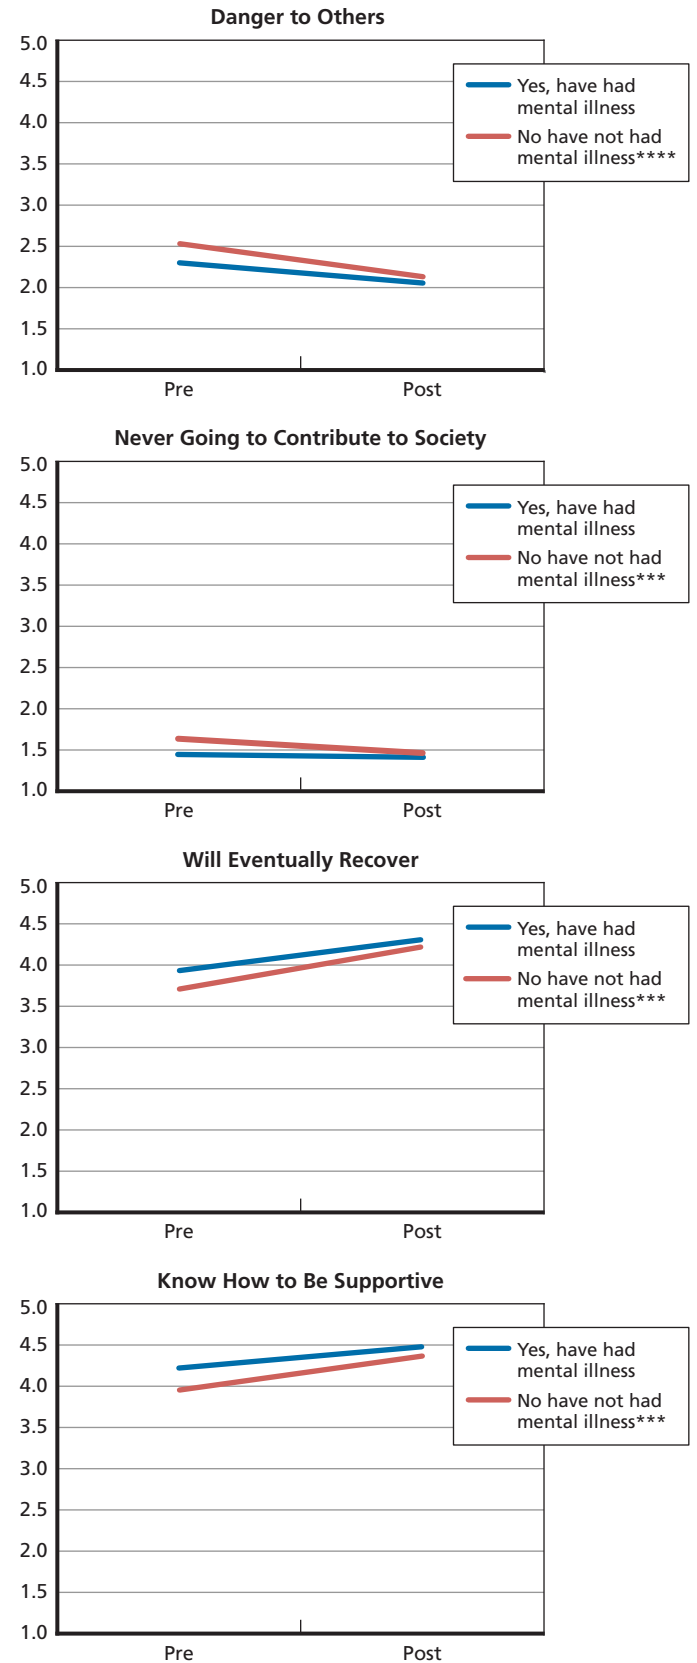 Danger to Others
5.0
4.5
4.0
3.5
3.0
2.5
2.0
1.5
1.0
Yes, have had
mental illness
No have not had
mental illness****
Pre Post
Never Going to Contribute to Society
5.0
4.5
4.0
3.5
3.0
2.5
2.0
1.5
1.0
Yes, have had
mental illness
No have not had
mental illness***
Pre Post
Will Eventually Recover
5.0
4.5
4.0
3.5
3.0
2.5
2.0
1.5
1.0
Yes, have had
mental illness
No have not had
mental illness***
Pre Post
Know How to Be Supportive
5.0
4.5
4.0
3.5
3.0
2.5
2.0
1.5
1.0
Yes, have had
mental illness
No have not had
mental illness***
Pre Post